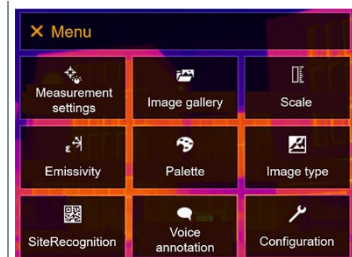 Menu
Measurement
settings
Image gallery
Scale
ε
Emissivity
Palette
Image type
SiteRecognition
Voice
annotation
Configuration